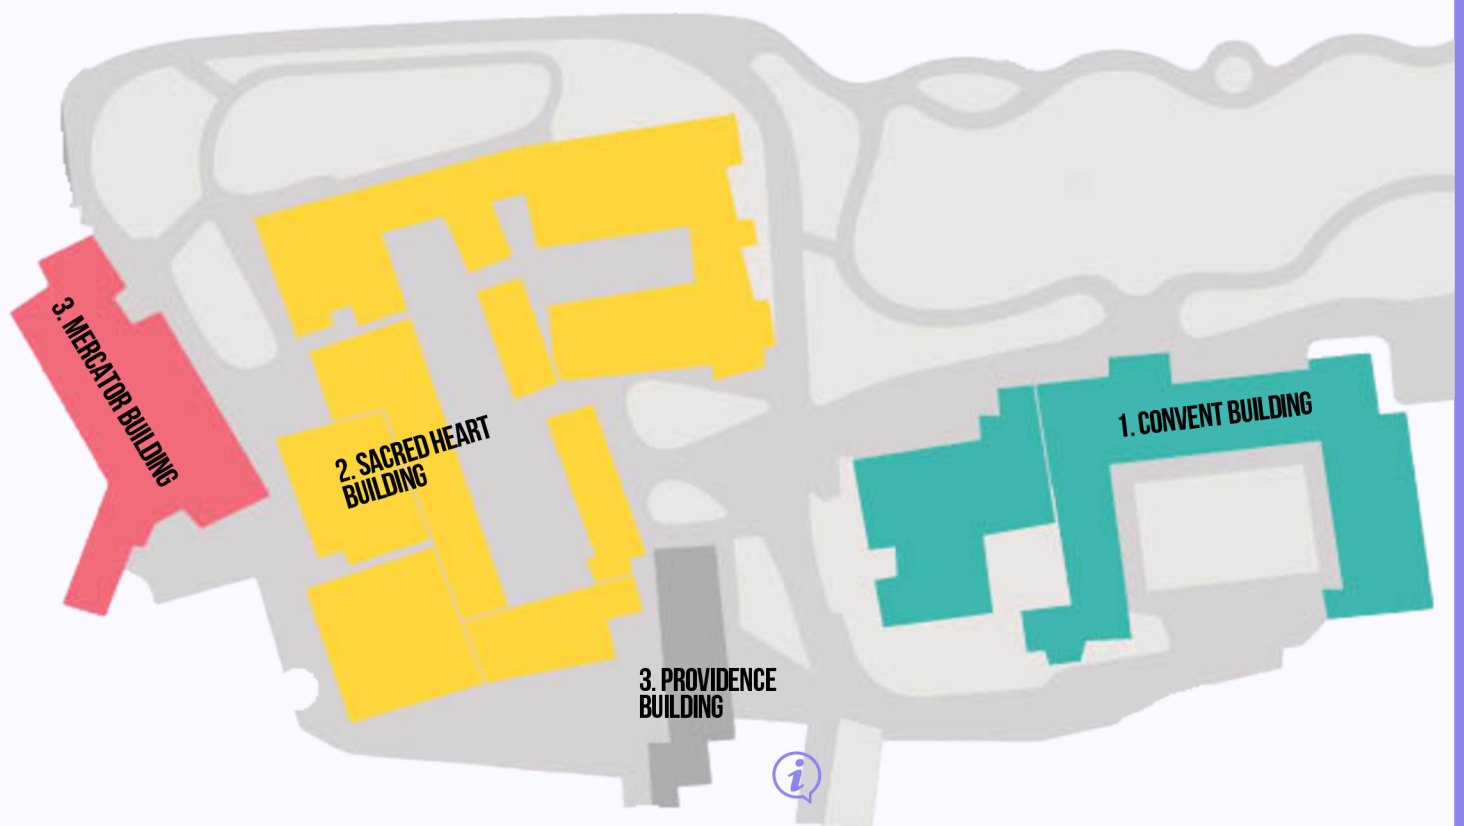 3. MERCATOR BUILDING
2. SACRED HEART
BUILDING
1. CONVENT BUILDING
3. PROVIDENCE
BUILDING
i